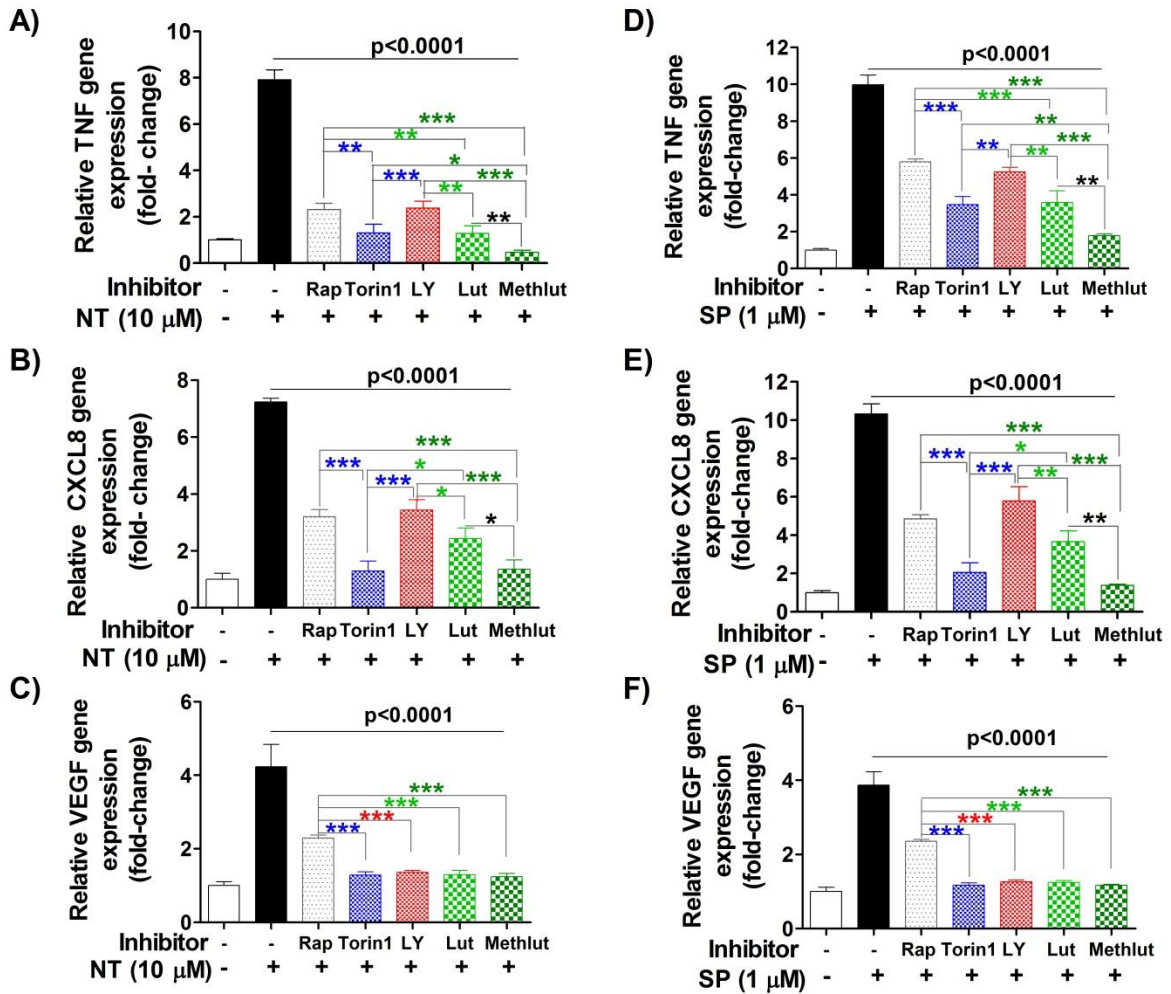 A)
Relative TNF gene
expression
(fold- change)
8
6
4
2
0
p<0.0001
***
**
** *
*** ***
**
**
Inhibitor - - Rap Torin1 LY Lut Methlut
NT (10 μM) - + + + + + +
B)
Relative CXCL8 gene
expression
(fold- change)
8
6
4
2
0
p<0.0001
***
*** *
*** ***
*
*
Inhibitor - - Rap Torin1 LY Lut Methlut
NT (10 μM) - + + + + + +
C)
Relative VEGF gene
expression
(fold-change)
6
4
2
0
p<0.0001
***
***
***
***
Inhibitor - - Rap Torin1 LY Lut Methlut
NT (10 μM) - + + + + + +
D)
Relative TNF gene
expression
(fold-change)
12
10
8
6
4
2
0
p<0.0001
***
***
***
**
** ** ***
**
Inhibitor - - Rap Torin1 LY Lut Methlut
SP (1 μM) - + + + + + +
E)
Relative CXCL8 gene
expression
(fold-change)
12
10
8
6
4
2
0
p<0.0001
***
*** *
*** ** ***
**
Inhibitor - - Rap Torin1 LY Lut Methlut
SP (1 μM) - + + + + + +
F)
Relative VEGF gene
expression
(fold-change)
6
4
2
0
p<0.0001
***
***
***
***
Inhibitor - - Rap Torin1 LY Lut Methlut
SP (1 μM) - + + + + + +